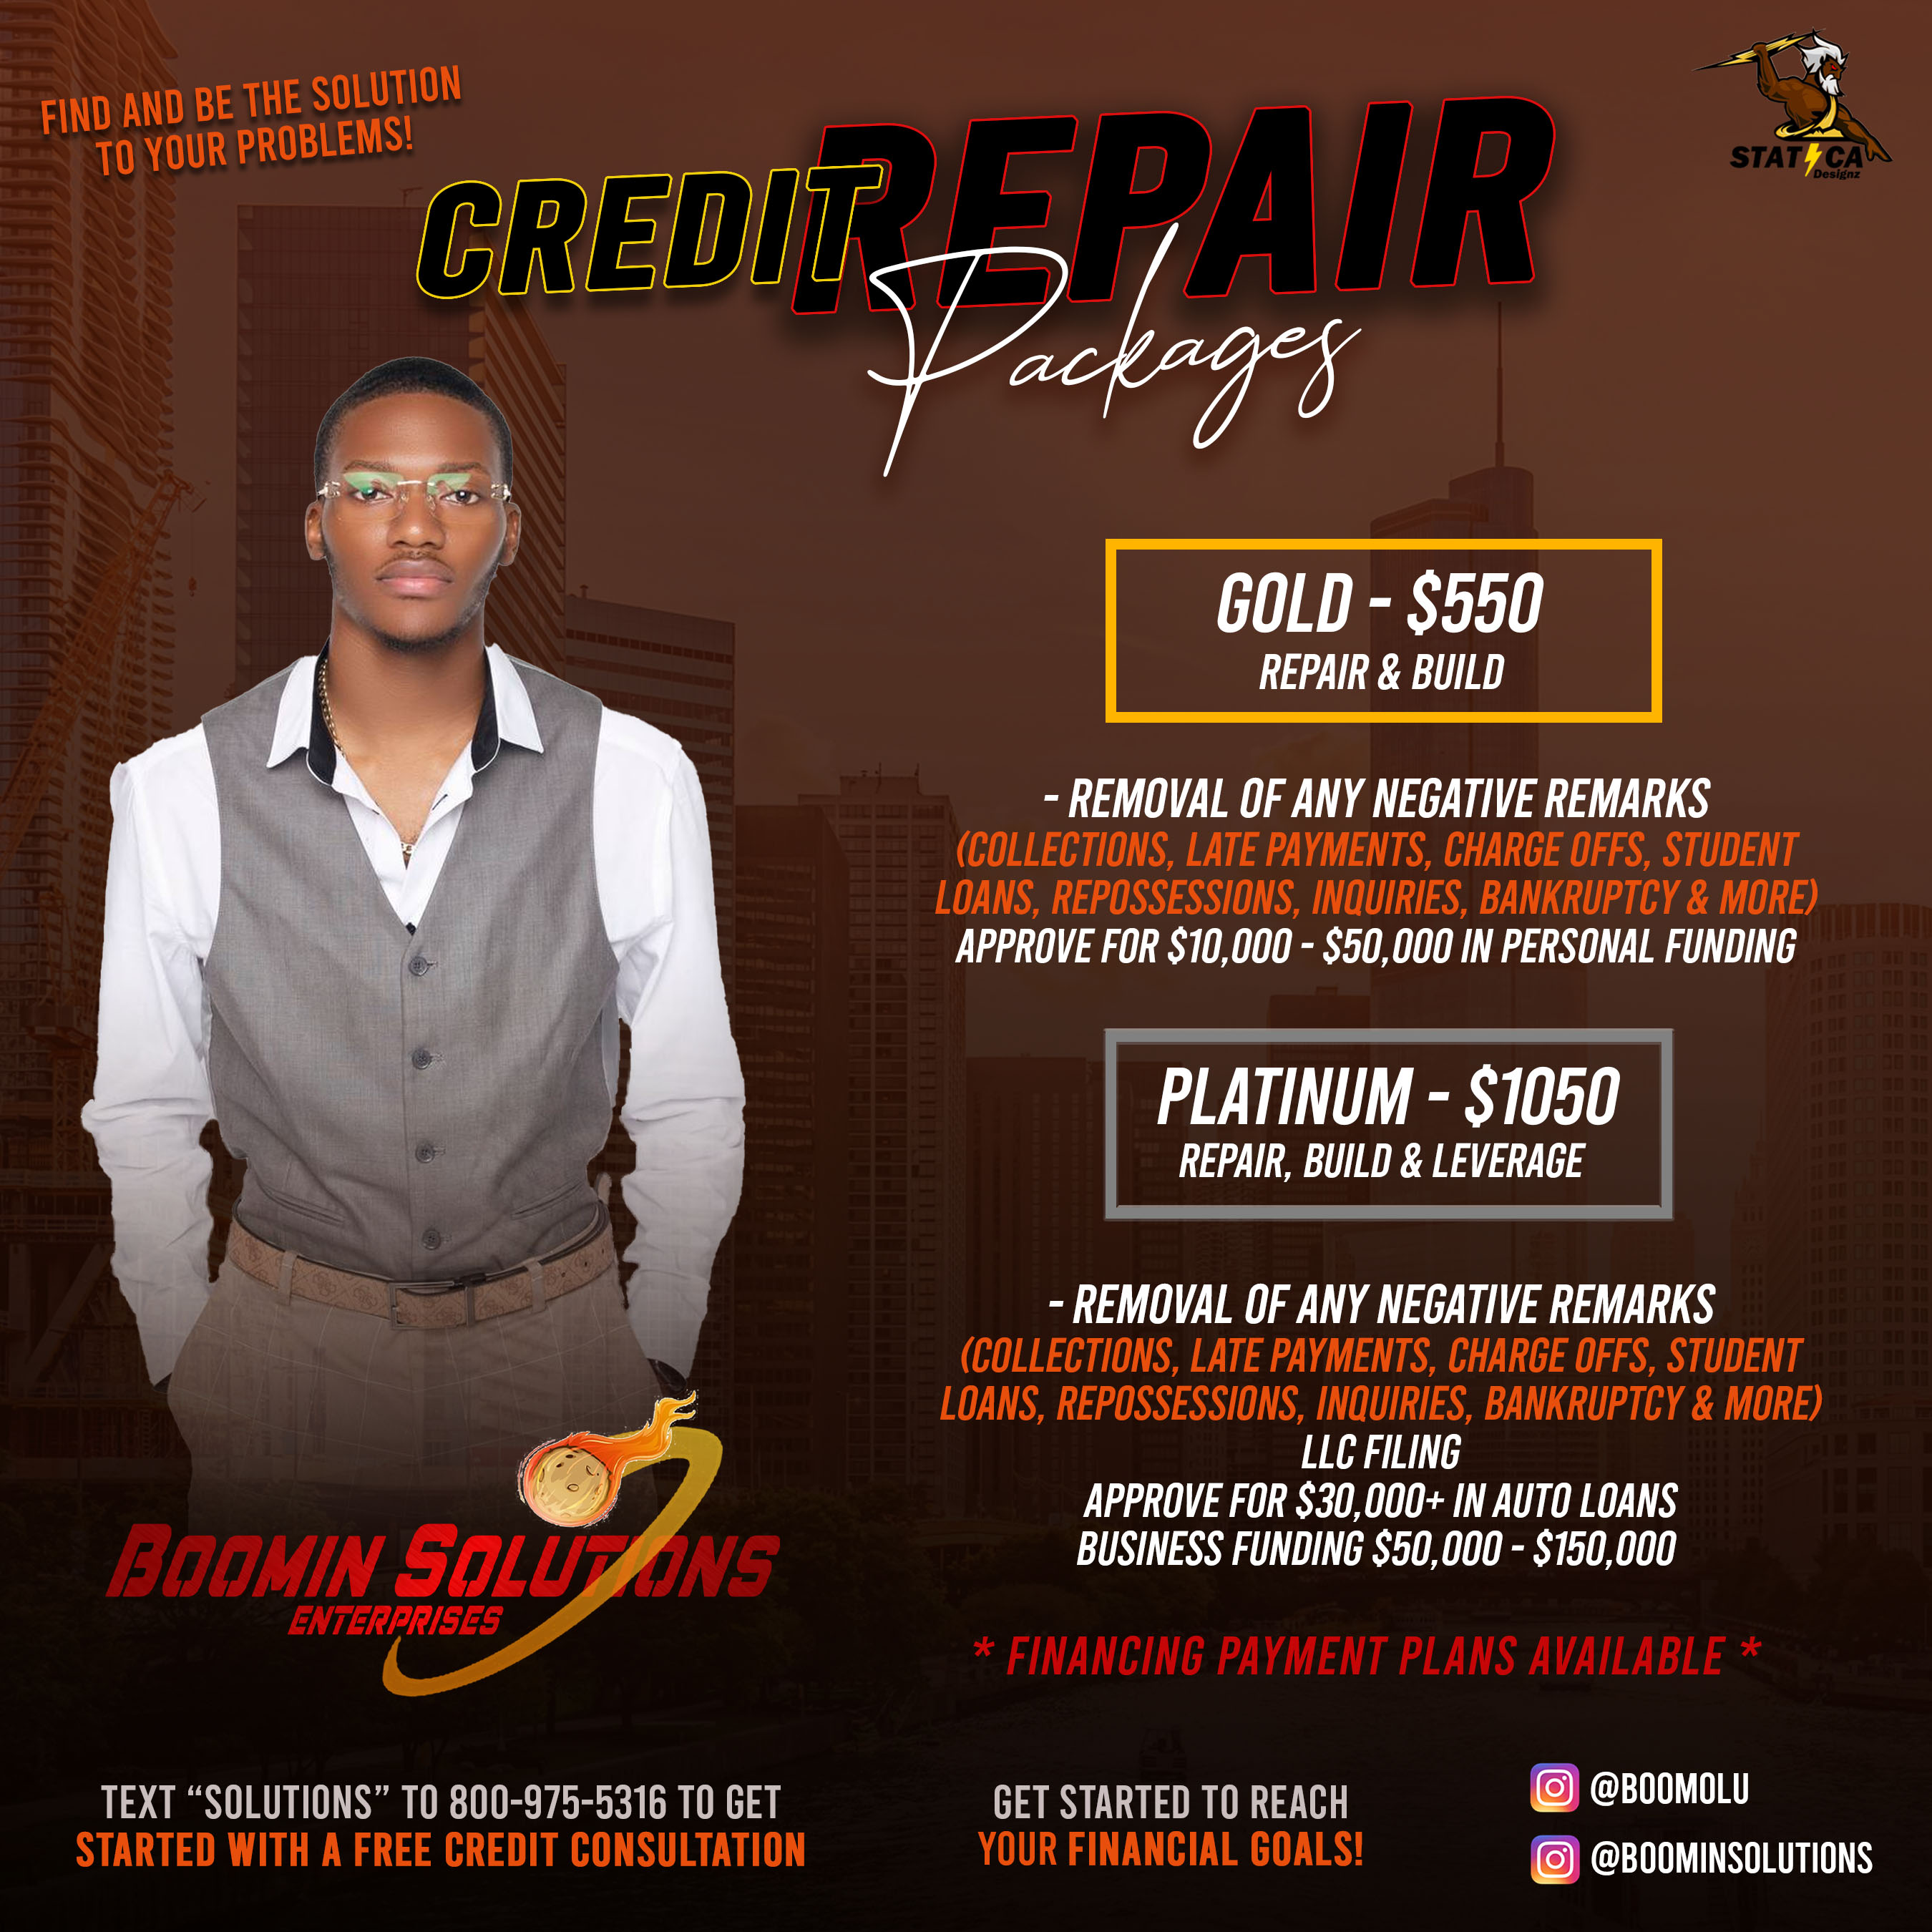 FIND AND BE THE SOLUTION
TO YOUR PROBLEMS!
STATCA
Designz
CREDIT REPAIR
Packages
GOLD - $550
REPAIR & BUILD
- REMOVAL OF ANY NEGATIVE REMARKS
(COLLECTIONS, LATE PAYMENTS, CHARGE OFFS, STUDENT
LOANS, REPOSSESSIONS, INQUIRIES, BANKRUPTCY & MORE)
APPROVE FOR $10,000 - $50,000 IN PERSONAL FUNDING
PLATINUM - $1050
REPAIR, BUILD & LEVERAGE
- REMOVAL OF ANY NEGATIVE REMARKS
(COLLECTIONS, LATE PAYMENTS, CHARGE OFFS, STUDENT
LOANS, REPOSSESSIONS, INQUIRIES, BANKRUPTCY & MORE)
LLC FILING
APPROVE FOR $30,000+ IN AUTO LOANS
BUSINESS FUNDING $50,000 - $150,000
* FINANCING PAYMENT PLANS AVAILABLE *
BOOMIN SOLUTIONS
ENTERPRISES
TEXT “SOLUTIONS” TO 800-975-5316 TO GET
STARTED WITH A FREE CREDIT CONSULTATION
GET STARTED TO REACH
YOUR FINANCIAL GOALS!
@BOOMOLU
@BOOMINSOLUTIONS